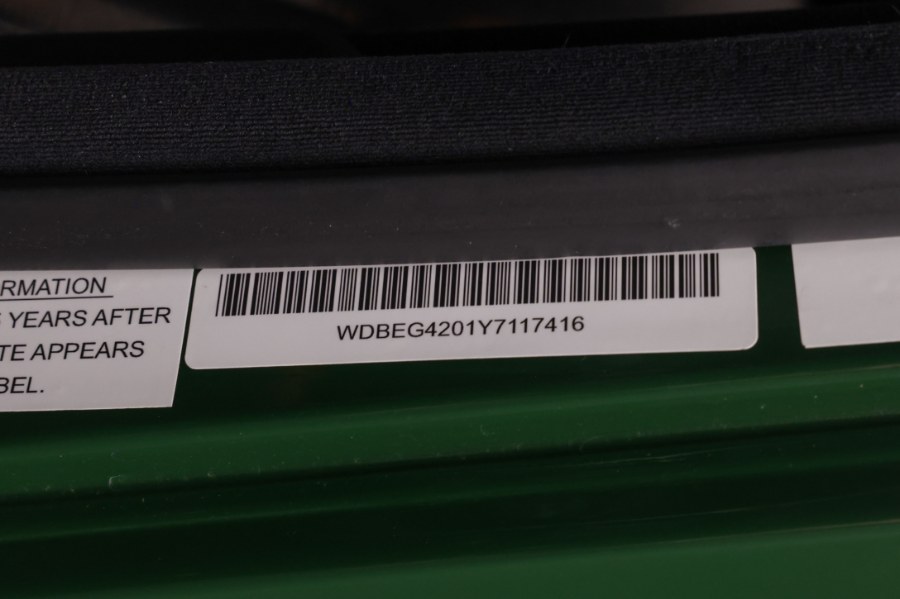 RMATION
YEARS AFTER
TE APPEARS
BEL.
WDBEG4201Y7117416